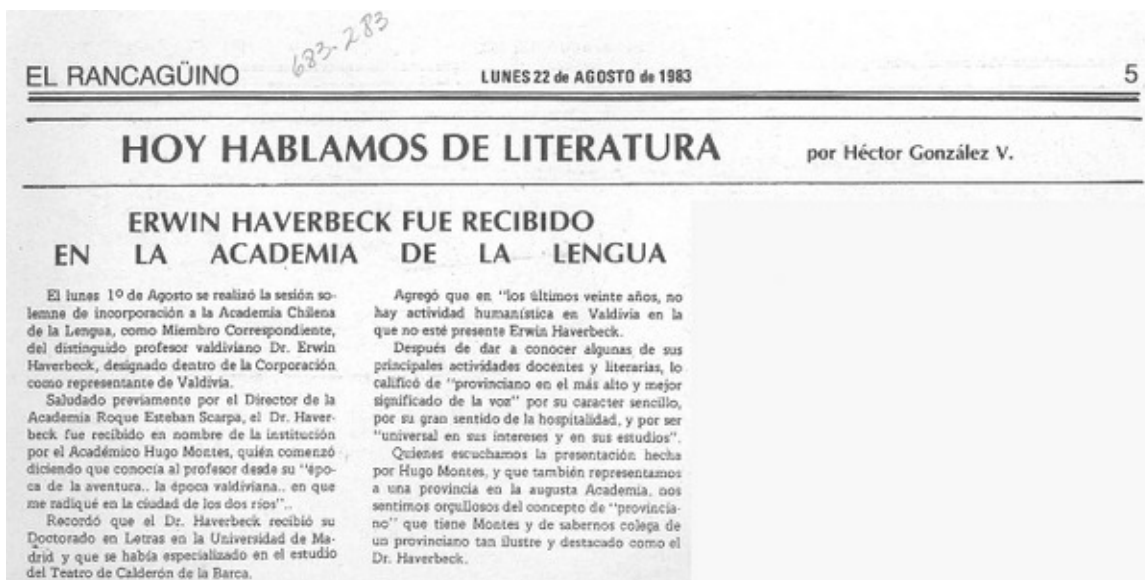 683-283
EL RANCAGÜINO
LUNES 22 de AGOSTO de 1983
5
HOY HABLAMOS DE LITERATURA
por Héctor González V.
ERWIN HAVERBECK FUE RECIBIDO
EN LA ACADEMIA DE LA LENGUA
El lunes 1º de Agosto se realizó la sesión so-
lemne de incorporación a la Academia Chilena
de la Lengua, como Miembro Correspondiente,
del distinguido profesor valdiviano Dr. Erwin
Haverbeck, designado dentro de la Corporación
como representante de Valdivia.
Saludado previamente por el Director de la
Academia Roque Esteban Scarpa, el Dr. Haver-
beck fue recibido en nombre de la institución
por el Académico Hugo Montes, quién comenzó
diciendo que conocía al profesor desde su "épo-
ca de la aventura.. la época valdiviana.. en que
me radiqué en la ciudad de los dos ríos"..
Recordó que el Dr. Haverbeck recibió su
Doctorado en Letras en la Universidad de Ma-
drid y que se había especializado en el estudio
del Teatro de Calderón de la Barca.
Agregó que en "los últimos veinte años, no
hay actividad humanística en Valdivia en la
que no esté presente Erwin Haverbeck.
Después de dar a conocer algunas de sus
principales actividades docentes y literarias, lo
calificó de "provinciano en el más alto y mejor
significado de la voz" por su caracter sencillo,
por su gran sentido de la hospitalidad, y por ser
"universal en sus intereses y en sus estudios".
Quienes escuchamos la presentación hecha
por Hugo Montes, y que también representamos
a una provincia en la augusta Academia, nos
sentimos orgullosos del concepto de "provincia-
no" que tiene Montes y de sabernos colega de
un provinciano tan ilustre y destacado como el
Dr. Haverbeck.